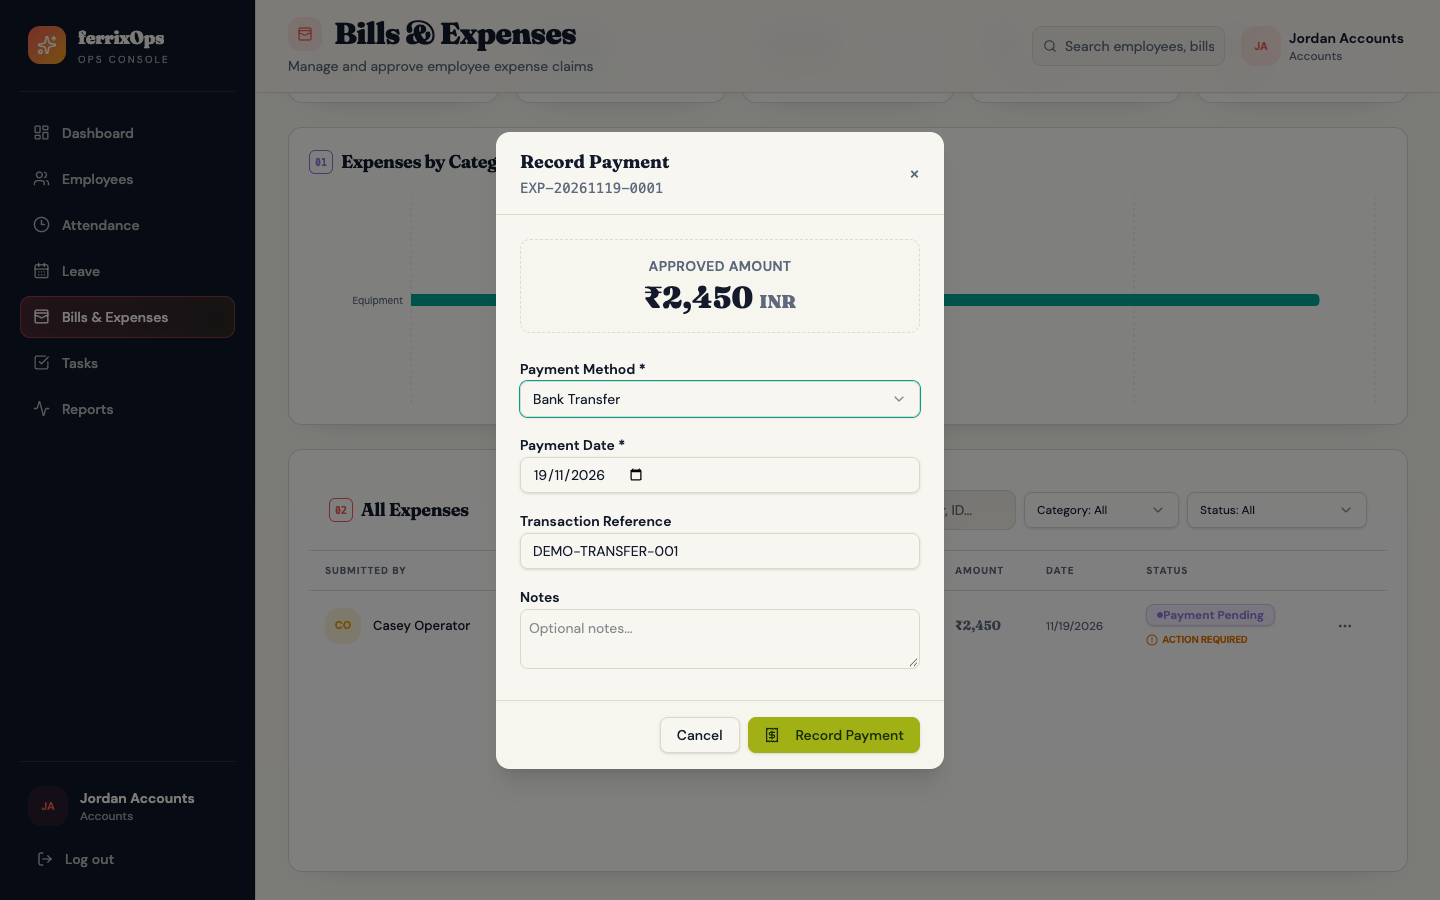 ferrixOps
OPS CONSOLE
Dashboard
Employees
Attendance
Leave
Bills & Expenses
Tasks
Reports
JA
Jordan Accounts
Accounts
Log out
Bills & Expenses
Manage and approve employee expense claims
Search employees, bills
JA
Jordan Accounts
Accounts
01
Expenses by Categ
Equipment
02
All Expenses
, ID...
Category: All
Status: All
SUBMITTED BY
AMOUNT
DATE
STATUS
CO
Casey Operator
₹2,450
11/19/2026
Payment Pending
ACTION REQUIRED
Record Payment
EXP-20261119-0001
×
APPROVED AMOUNT
₹2,450 INR
Payment Method *
Bank Transfer
Payment Date *
19/11/2026
Transaction Reference
DEMO-TRANSFER-001
Notes
Optional notes...
Cancel
Record Payment